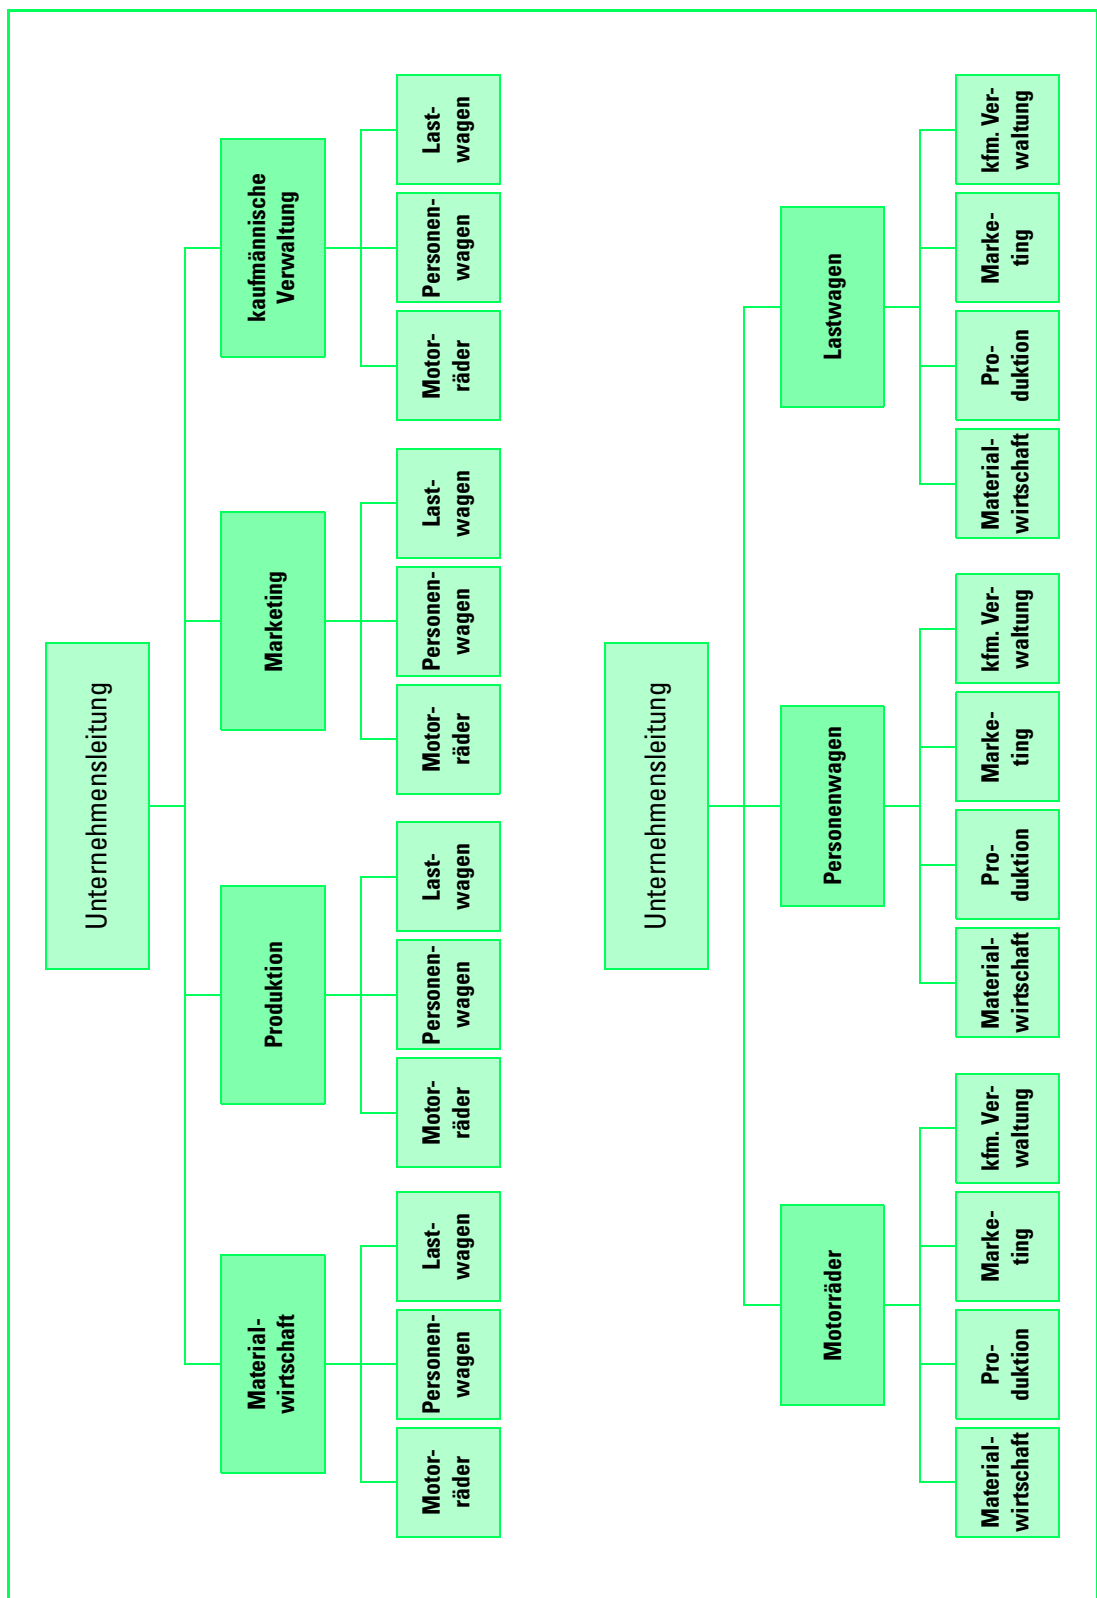 Unternehmensleitung
Material-
wirtschaft
Produktion
Marketing
kaufmännische
Verwaltung
Motor-
räder
Personen-
wagen
Last-
wagen
Motor-
räder
Personen-
wagen
Last-
wagen
Motor-
räder
Personen-
wagen
Last-
wagen
Motor-
räder
Personen-
wagen
Last-
wagen
Unternehmensleitung
Motorräder
Personenwagen
Lastwagen
Material-
wirtschaft
Pro-
duktion
Marke-
ting
kfm. Ver-
waltung
Material-
wirtschaft
Pro-
duktion
Marke-
ting
kfm. Ver-
waltung
Material-
wirtschaft
Pro-
duktion
Marke-
ting
kfm. Ver-
waltung